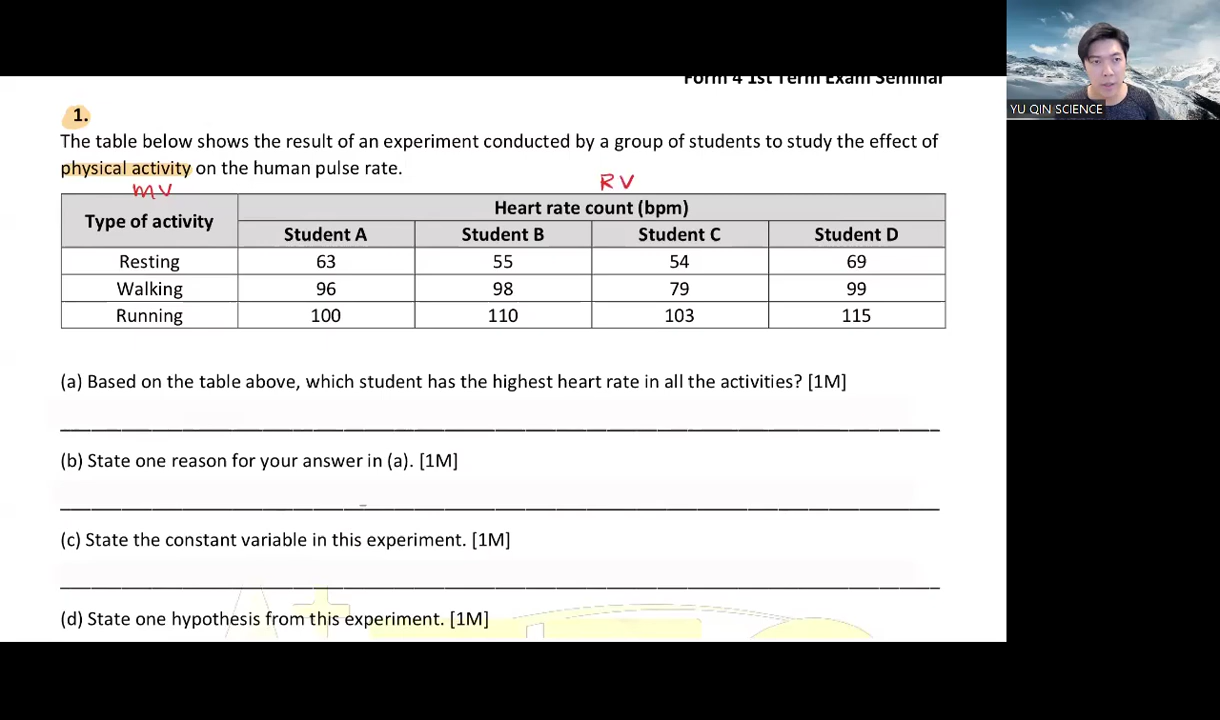 Form 4 1st Term Exam Seminar
YU QIN SCIENCE
1.
The table below shows the result of an experiment conducted by a group of students to study the effect of
physical activity on the human pulse rate.
MV
RV
Type of activity
Heart rate count (bpm)
Student A Student B Student C Student D
Resting 63 55 54 69
Walking 96 98 79 99
Running 100 110 103 115
(a) Based on the table above, which student has the highest heart rate in all the activities? [1M]
(b) State one reason for your answer in (a). [1M]
(c) State the constant variable in this experiment. [1M]
(d) State one hypothesis from this experiment. [1M]